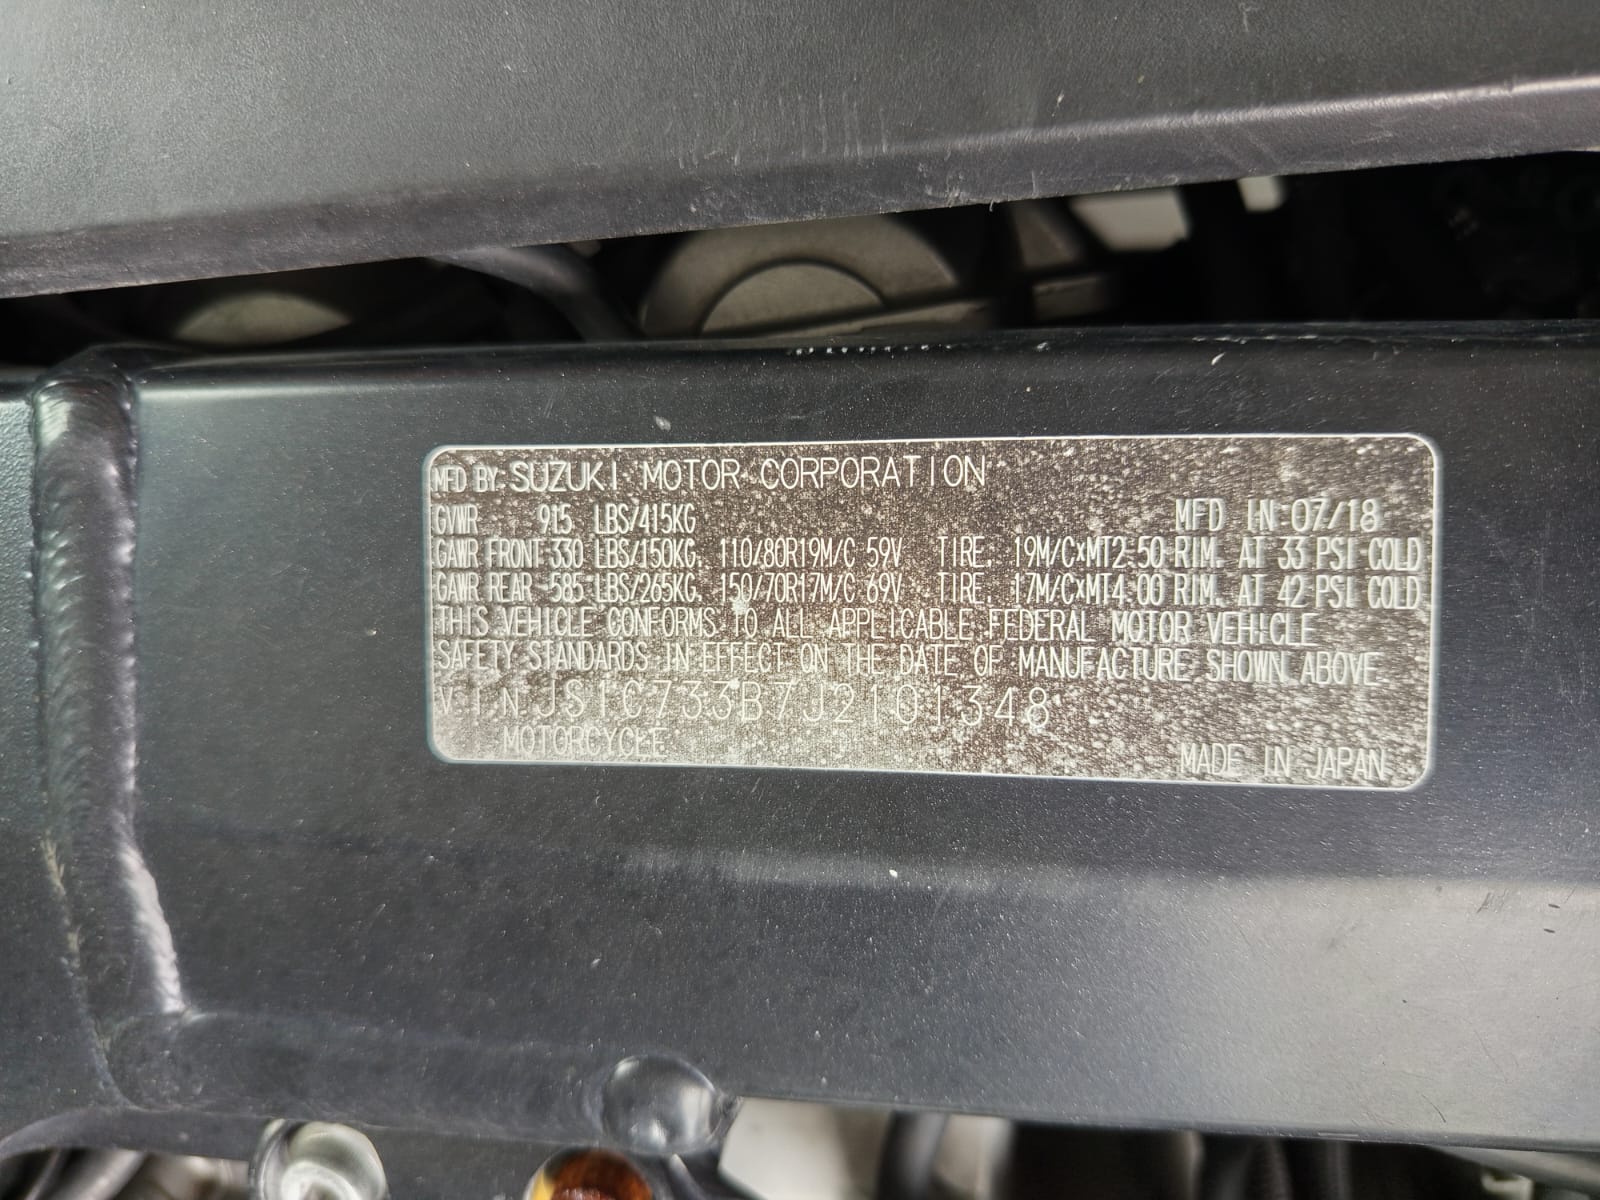 MFD BY: SUZUKI MOTOR CORPORATION
GVWR 915 LBS/415KG MFD IN 07/18
GAWR FRONT 330 LBS/150KG. 110/80R19M/C 59V TIRE. 19M/C×MT2.50 RIM. AT 33 PSI COLD
GAWR REAR 585 LBS/265KG. 150/70R17M/C 69V TIRE. 17M/C×MT4.00 RIM. AT 42 PSI COLD
THIS VEHICLE CONFORMS TO ALL APPLICABLE FEDERAL MOTOR VEHICLE
SAFETY STANDARDS IN EFFECT ON THE DATE OF MANUFACTURE SHOWN ABOVE.
VIN JS1C733B7J2101348
MOTORCYCLE MADE IN JAPAN